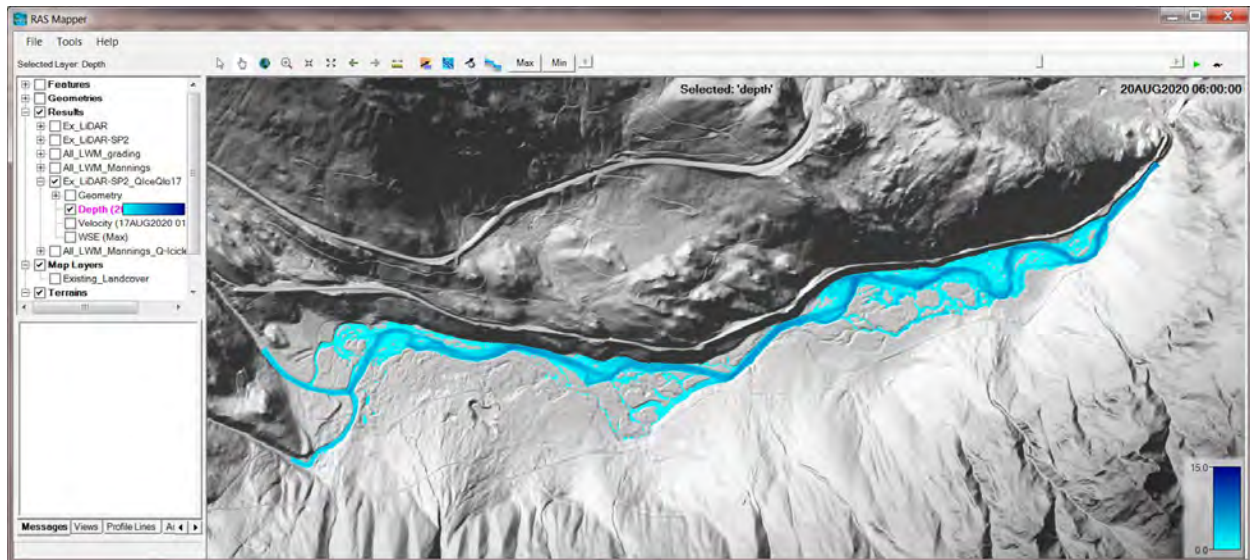 RAS Mapper
File Tools Help
Selected Layer: Depth
Max Min
Features
Geometries
Results
Ex_LiDAR
Ex_LiDAR-SP2
All_LWM_grading
All_LWM_Mannings
Ex_LiDAR-SP2_QIceQlo17
Geometry
Depth (2
Velocity (17AUG2020 01
WSE (Max)
All_LWM_Mannings_Q-Icick
Map Layers
Existing_Landcover
Terrains
Messages Views Profile Lines
Selected: 'depth'
20AUG2020 06:00:00
15.0
0.0